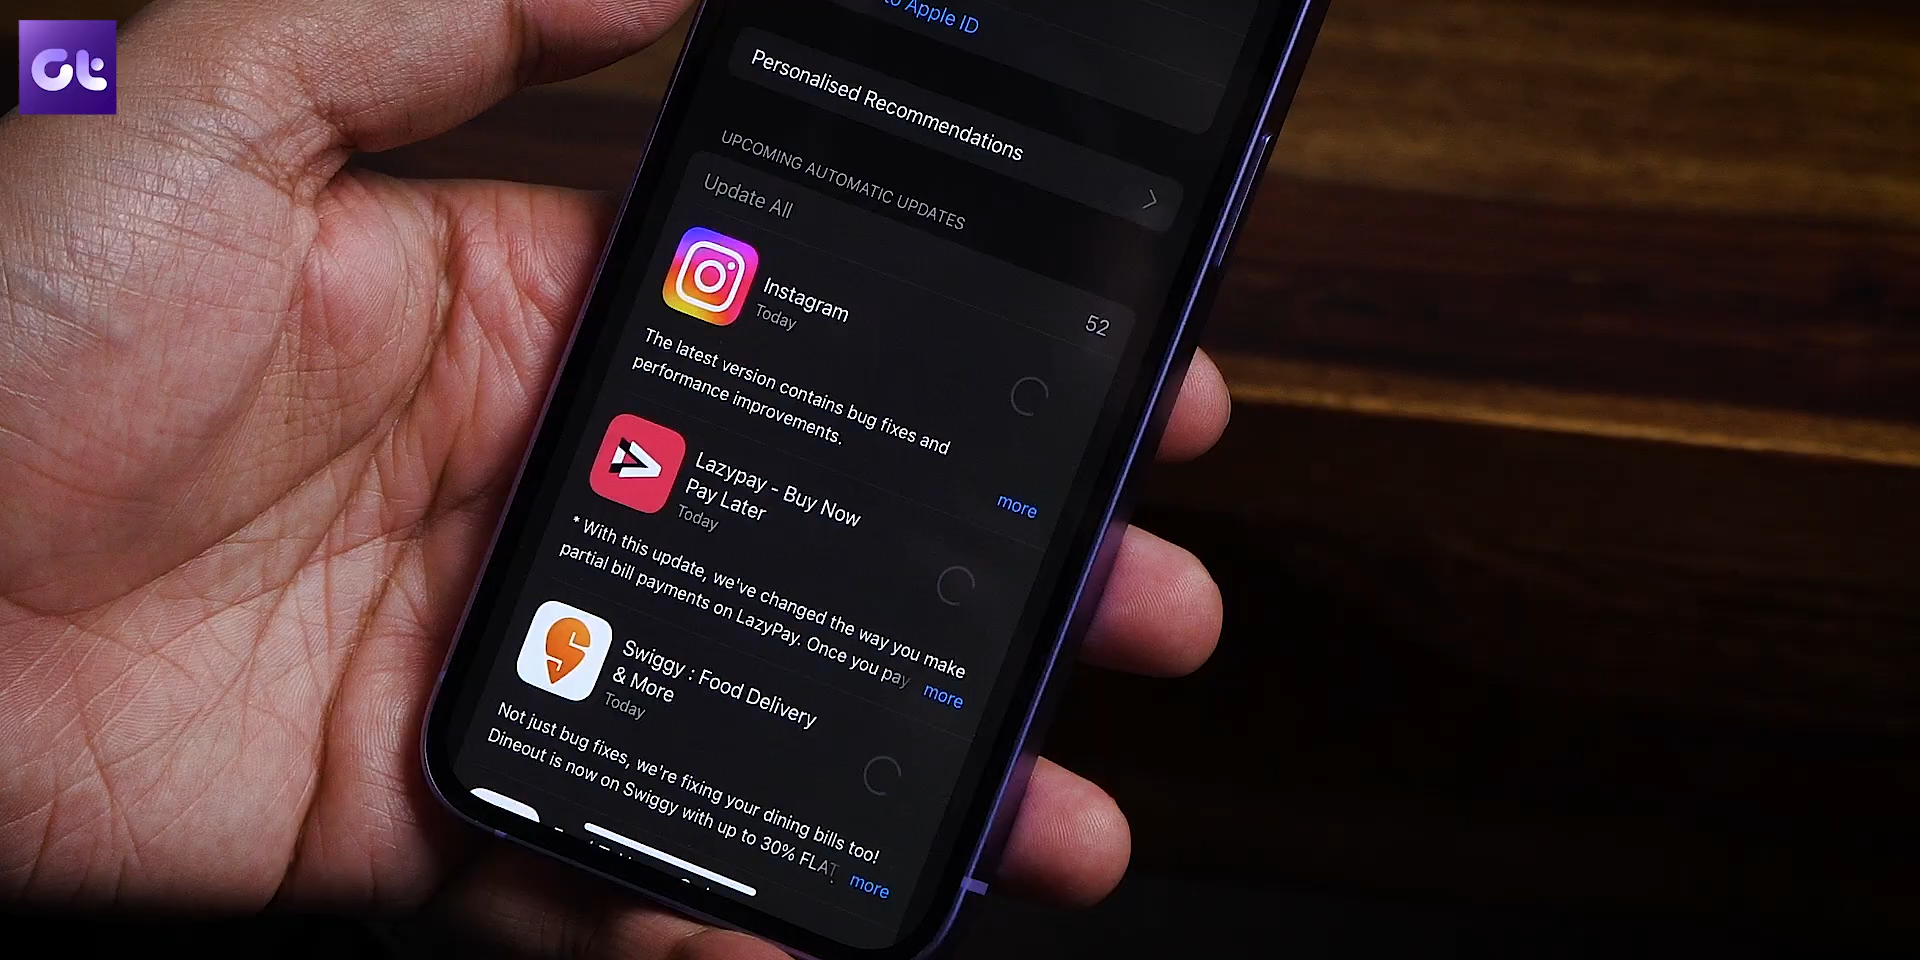 Gt
to Apple ID
Personalised Recommendations
UPCOMING AUTOMATIC UPDATES
Update All
52
Instagram
Today
The latest version contains bug fixes and
performance improvements.
more
Lazypay - Buy Now
Pay Later
Today
* With this update, we've changed the way you make
partial bill payments on LazyPay. Once you pay
more
Swiggy : Food Delivery
& More
Today
Not just bug fixes, we're fixing your dining bills too!
Dineout is now on Swiggy with up to 30% FLAT
more